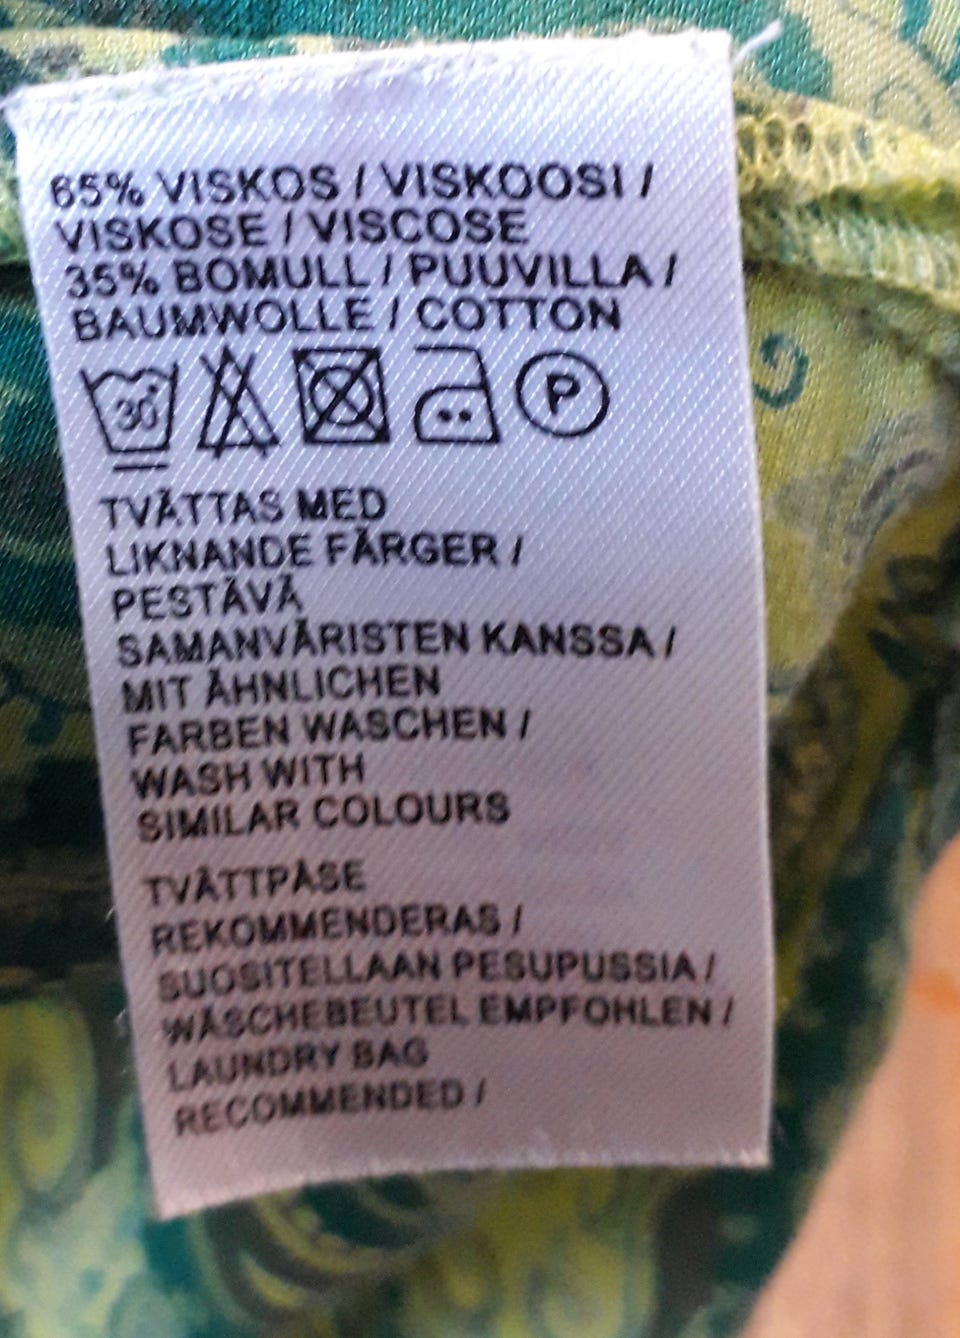 65% VISKOS / VISKOOSI /
VISKOSE / VISCOSE
35% BOMULL / PUUVILLA /
BAUMWOLLE / COTTON
30° P
TVÄTTAS MED
LIKNANDE FÄRGER /
PESTÄVÄ
SAMANVÄRISTEN KANSSA /
MIT ÄHNLICHEN
FARBEN WASCHEN /
WASH WITH
SIMILAR COLOURS
TVÄTTPÅSE
REKOMMENDERAS /
SUOSITELLAAN PESUPUSSIA /
WÄSCHEBEUTEL EMPFOHLEN /
LAUNDRY BAG
RECOMMENDED /